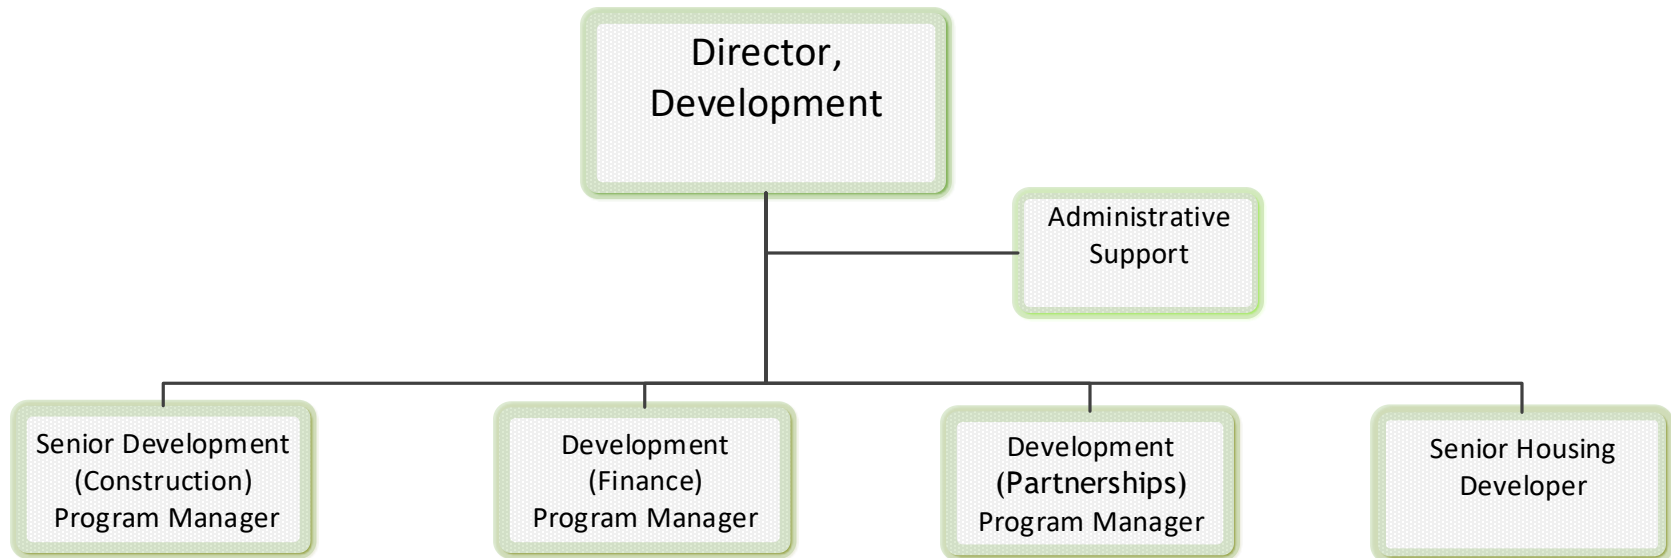 Director,
Development
Administrative
Support
Senior Development
(Construction)
Program Manager
Development
(Finance)
Program Manager
Development
(Partnerships)
Program Manager
Senior Housing
Developer